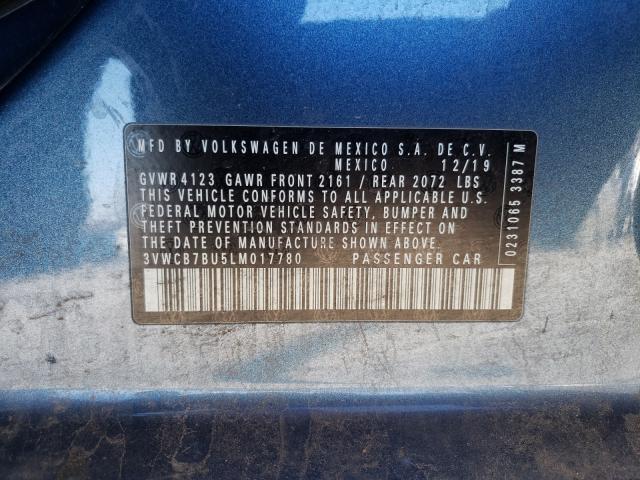 MFD BY VOLKSWAGEN DE MEXICO S.A. DE C.V.
MEXICO 12/19
GVWR 4123 GAWR FRONT 2161 / REAR 2072 LBS
THIS VEHICLE CONFORMS TO ALL APPLICABLE U.S.
FEDERAL MOTOR VEHICLE SAFETY, BUMPER AND
THEFT PREVENTION STANDARDS IN EFFECT ON
THE DATE OF MANUFACTURE SHOWN ABOVE
3VWCB7BU5LM017780 PASSENGER CAR
0231065 3387 M